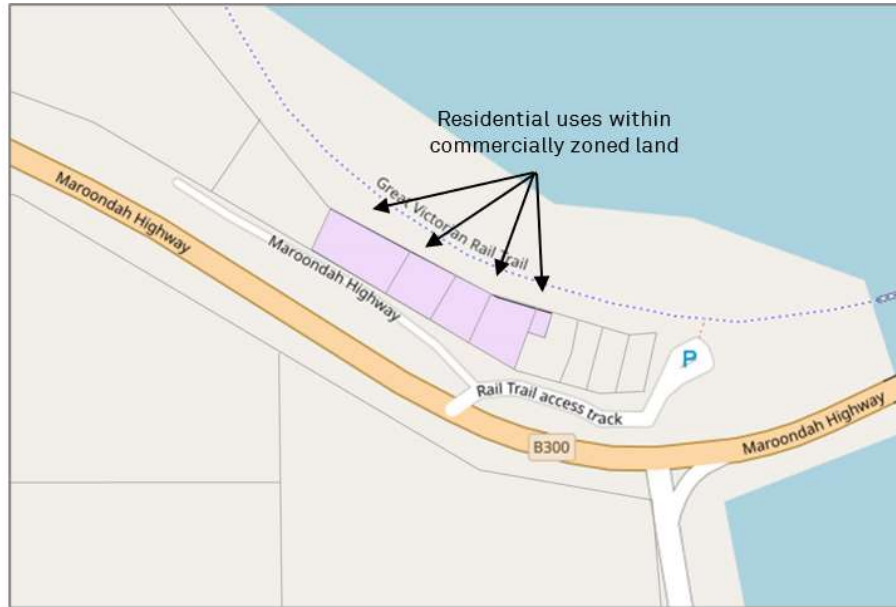 Residential uses within
commercially zoned land
Great Victorian Rail Trail
Maroondah Highway
Maroondah Highway
Rail Trail access track
P
B300
Maroondah Highway